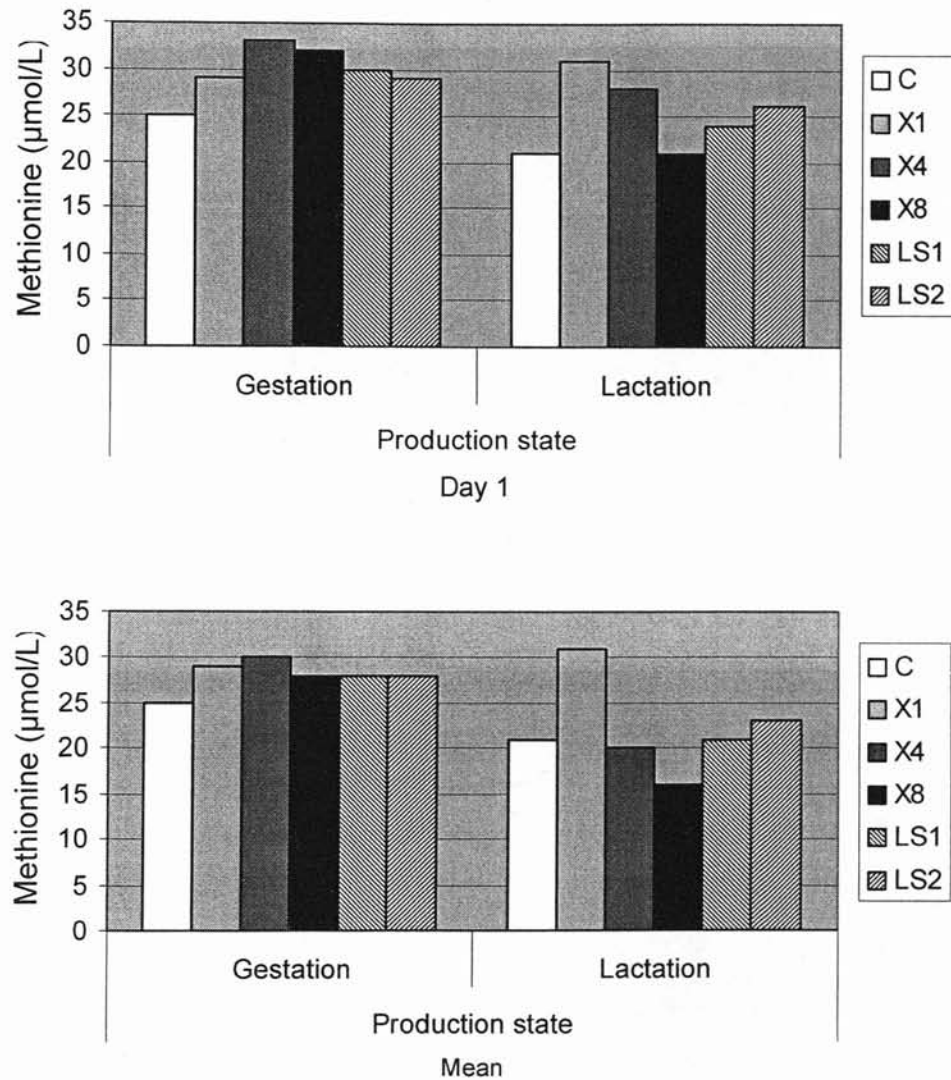 Methionine (µmol/L)
35
30
25
20
15
10
5
0
Gestation Lactation
Production state
Day 1
C
X1
X4
X8
LS1
LS2
Methionine (µmol/L)
35
30
25
20
15
10
5
0
Gestation Lactation
Production state
Mean
C
X1
X4
X8
LS1
LS2